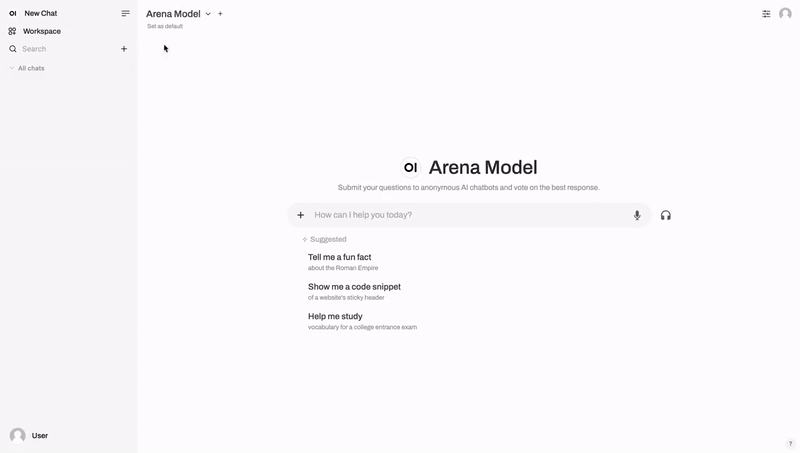 OI New Chat
Workspace
Search
All chats
User
Arena Model
Set as default
OI Arena Model
Submit your questions to anonymous AI chatbots and vote on the best response.
How can I help you today?
Suggested
Tell me a fun fact
about the Roman Empire
Show me a code snippet
of a website's sticky header
Help me study
vocabulary for a college entrance exam
?